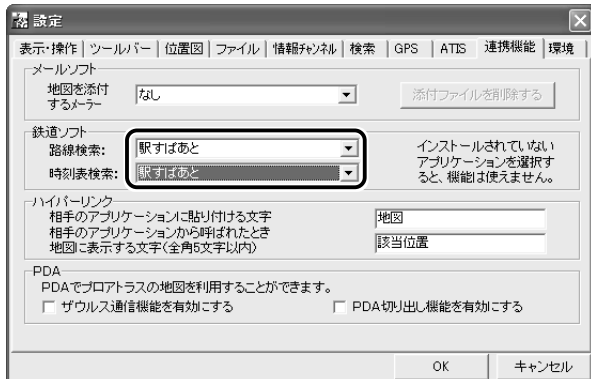 設定
表示・操作 ツールバー 位置図 ファイル 情報チャンネル 検索 GPS ATIS 連携機能 環境
メールソフト
地図を添付
するメーラー
なし
添付ファイルを削除する
鉄道ソフト
路線検索:
駅すぱあと
時刻表検索:
駅すぱあと
インストールされていない
アプリケーションを選択す
ると、機能は使えません。
ハイパーリンク
相手のアプリケーションに貼り付ける文字
地図
相手のアプリケーションから呼ばれたとき
地図に表示する文字(全角5文字以内)
該当位置
PDA
PDAでプロアトラスの地図を利用することができます。
ザウルス通信機能を有効にする
PDA切り出し機能を有効にする
OK
キャンセル